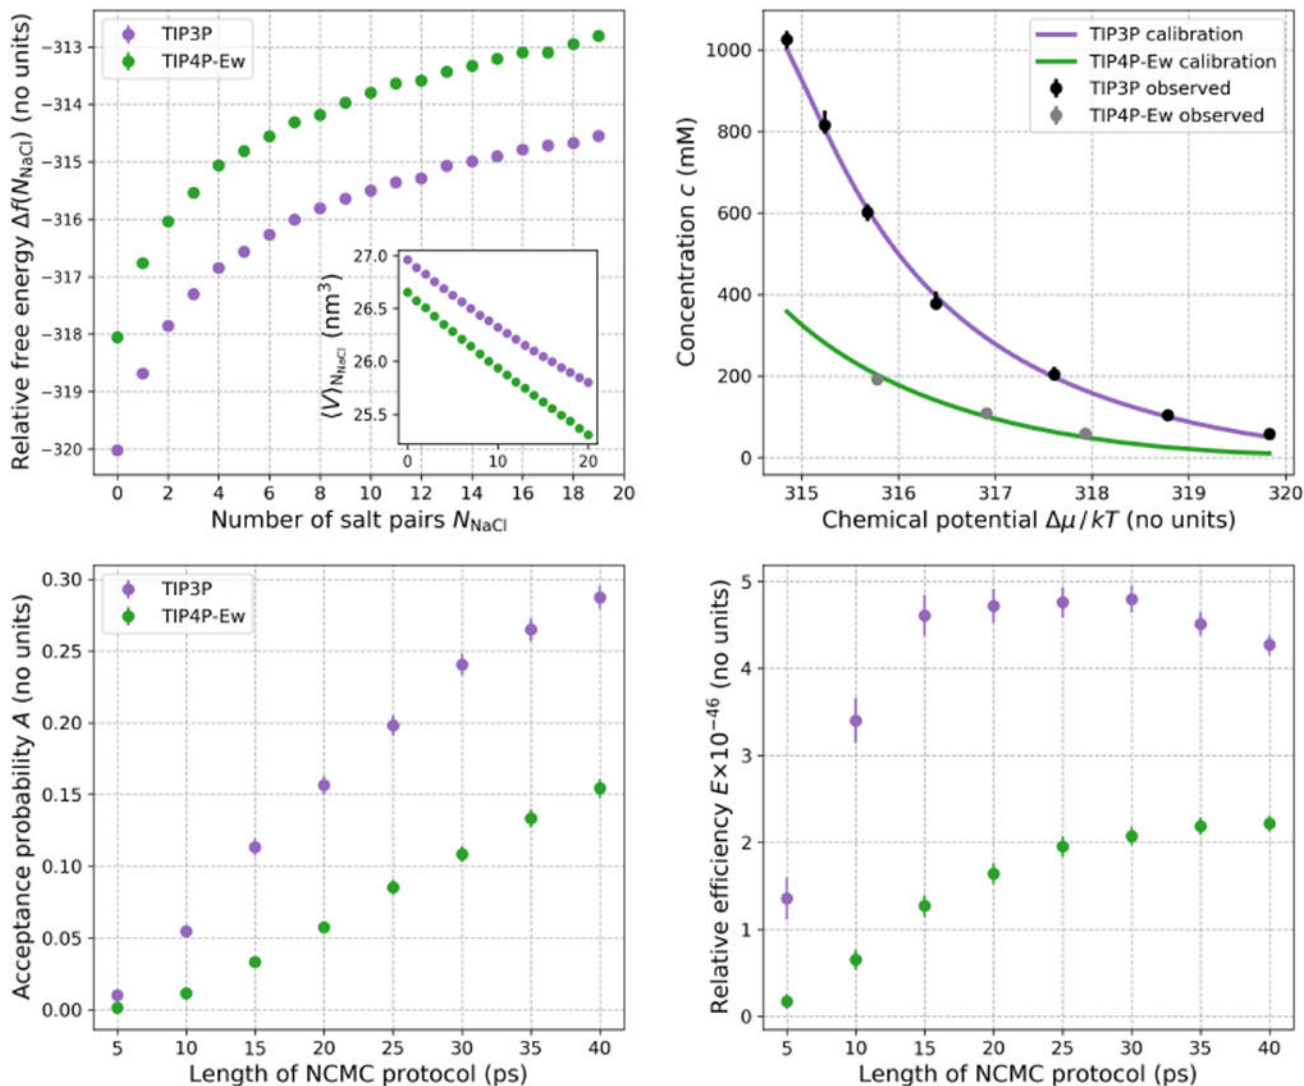 Relative free energy Δf(N_NaCl) (no units)
TIP3P
TIP4P-Ew
−313
−314
−315
−316
−317
−318
−319
−320
0 2 4 6 8 10 12 14 16 18 20
Number of salt pairs N_NaCl
⟨V⟩_N_NaCl (nm³)
27.0
26.5
26.0
25.5
0 10 20
Concentration c (mM)
TIP3P calibration
TIP4P-Ew calibration
TIP3P observed
TIP4P-Ew observed
1000
800
600
400
200
0
315 316 317 318 319 320
Chemical potential Δμ/kT (no units)
Acceptance probability A (no units)
TIP3P
TIP4P-Ew
0.30
0.25
0.20
0.15
0.10
0.05
0.00
5 10 15 20 25 30 35 40
Length of NCMC protocol (ps)
Relative efficiency E×10⁻⁴⁶ (no units)
5
4
3
2
1
0
5 10 15 20 25 30 35 40
Length of NCMC protocol (ps)